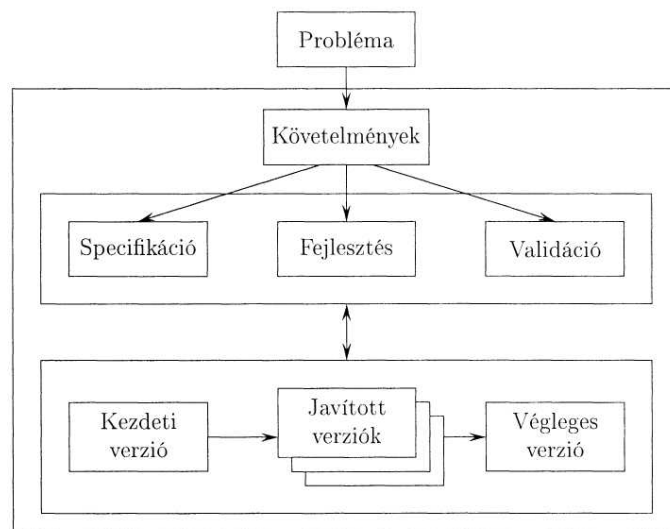 Probléma
Követelmények
Specifikáció
Fejlesztés
Validáció
Kezdeti
verzió
Javított
verziók
Végleges
verzió